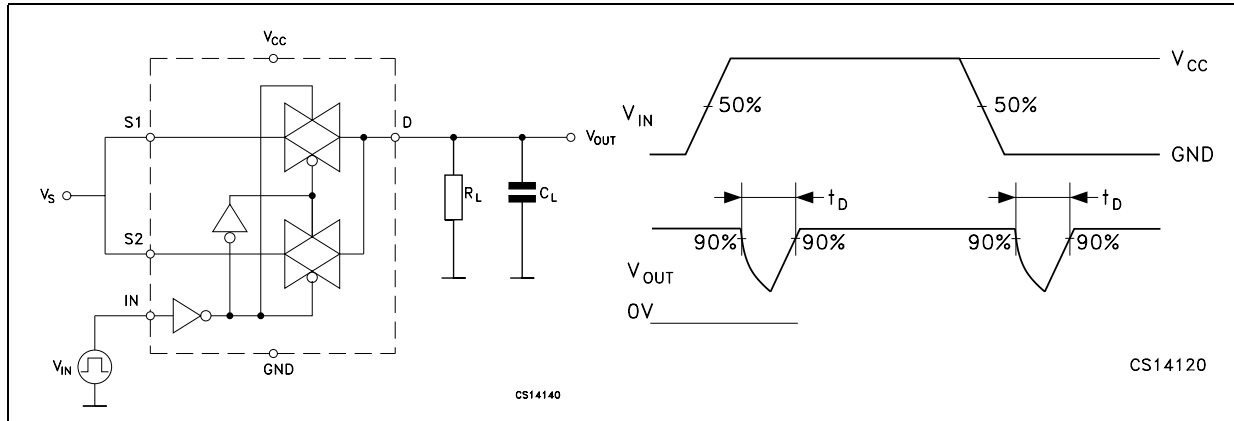 VCC
S1
D
VOUT
RL
CL
VS
S2
IN
VIN
GND
CS14140
VCC
50%
50%
VIN
GND
tD
tD
90%
90%
90%
90%
VOUT
0V
CS14120